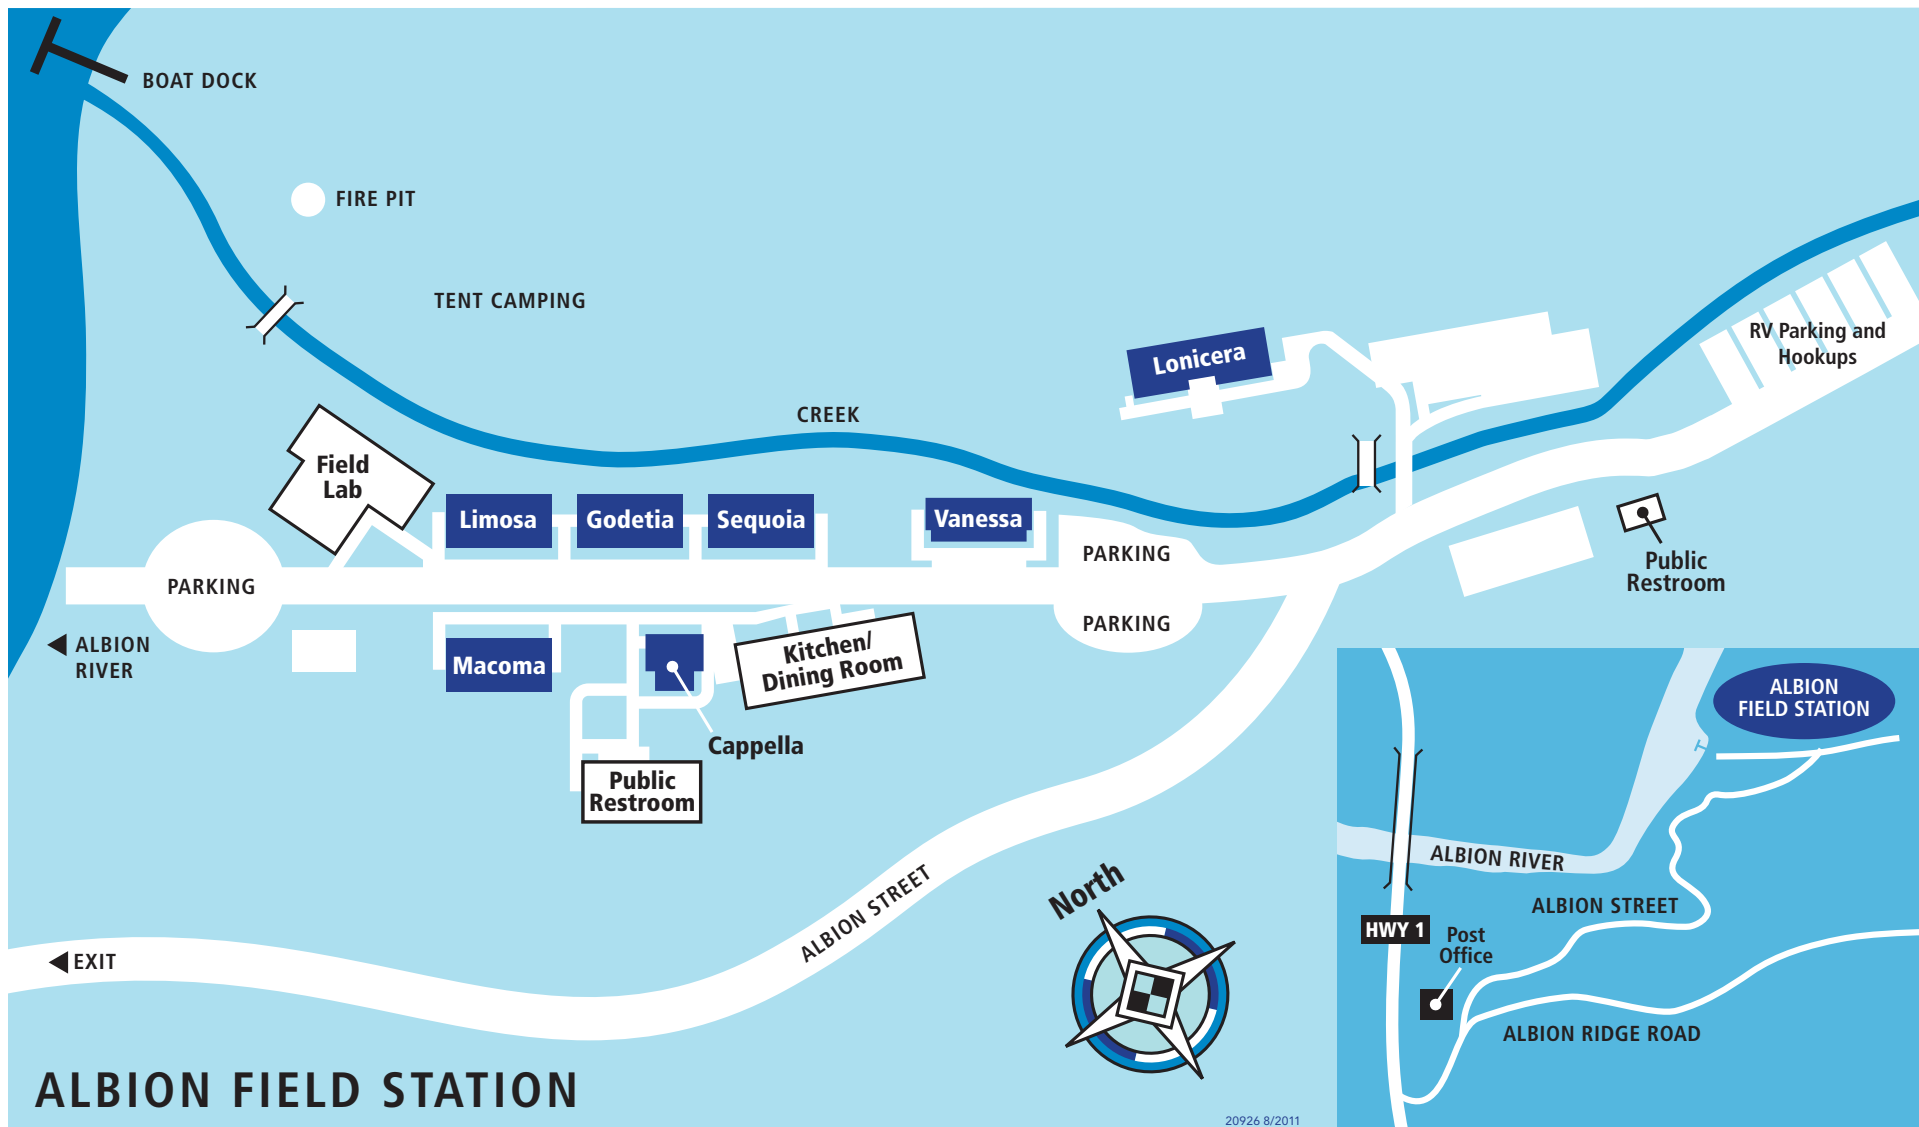 BOAT DOCK
FIRE PIT
TENT CAMPING
CREEK
Lonicera
RV Parking and
Hookups
Field
Lab
Limosa
Godetia
Sequoia
Vanessa
PARKING
PARKING
PARKING
Public
Restroom
ALBION
RIVER
Macoma
Kitchen/
Dining Room
Cappella
Public
Restroom
ALBION STREET
EXIT
North
ALBION
FIELD STATION
ALBION RIVER
ALBION STREET
HWY 1
Post
Office
ALBION RIDGE ROAD
ALBION FIELD STATION
20926 8/2011